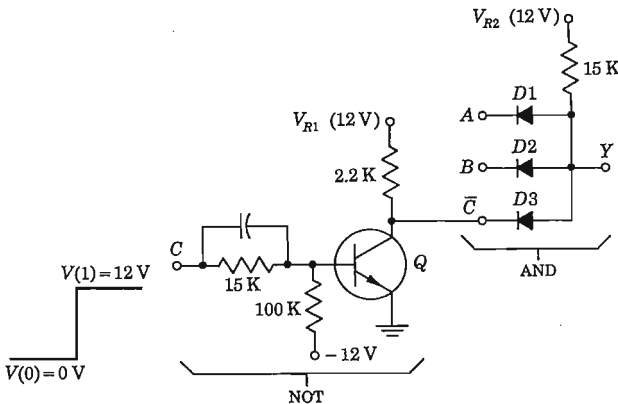 V_R2 (12 V)
15 K
D1
A
V_R1 (12 V)
D2
B
Y
2.2 K
D3
C̅
C
Q
AND
15 K
V(1)=12 V
100 K
−12 V
V(0)=0 V
NOT